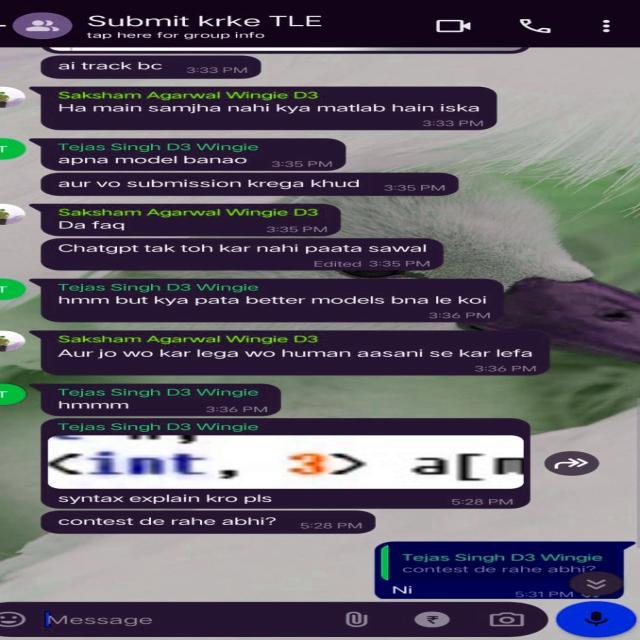 Submit krke TLE
tap here for group info
ai track bc 3:33 PM
Saksham Agarwal Wingie D3
Ha main samjha nahi kya matlab hain iska
3:33 PM
T
Tejas Singh D3 Wingie
apna model banao 3:35 PM
aur vo submission krega khud 3:35 PM
Saksham Agarwal Wingie D3
Da faq 3:35 PM
Chatgpt tak toh kar nahi paata sawal
Edited 3:35 PM
T
Tejas Singh D3 Wingie
hmm but kya pata better models bna le koi
3:36 PM
Saksham Agarwal Wingie D3
Aur jo wo kar lega wo human aasani se kar lefa
3:36 PM
T
Tejas Singh D3 Wingie
hmmm 3:36 PM
Tejas Singh D3 Wingie
<int, 3> a[n
syntax explain kro pls 5:28 PM
contest de rahe abhi? 5:28 PM
Tejas Singh D3 Wingie
contest de rahe abhi?
Ni 5:31 PM
Message
₹